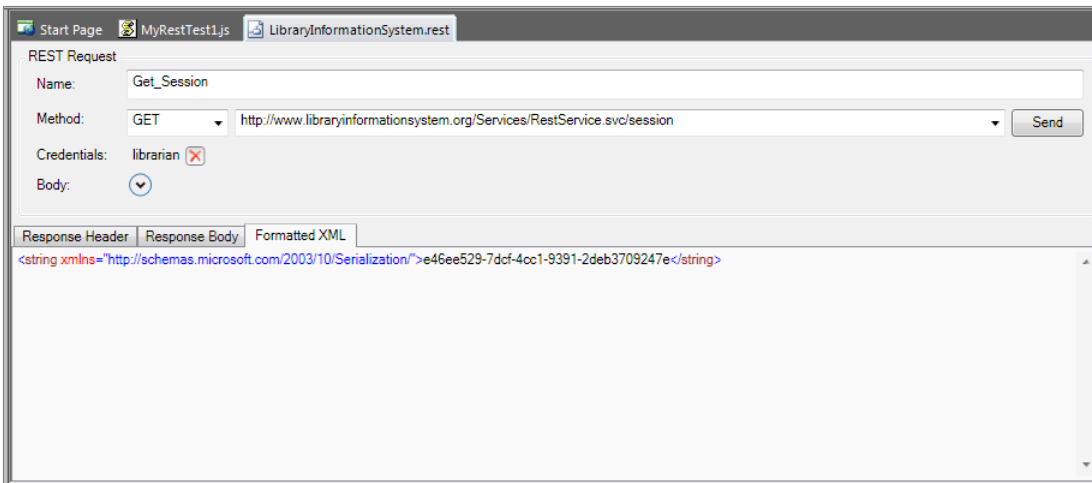 Start Page MyRestTest1.js LibraryInformationSystem.rest
REST Request
Name: Get_Session
Method: GET http://www.libraryinformationsystem.org/Services/RestService.svc/session Send
Credentials: librarian
Body:
Response Header Response Body Formatted XML
<string xmlns="http://schemas.microsoft.com/2003/10/Serialization/">e46ee529-7dcf-4cc1-9391-2deb3709247e</string>